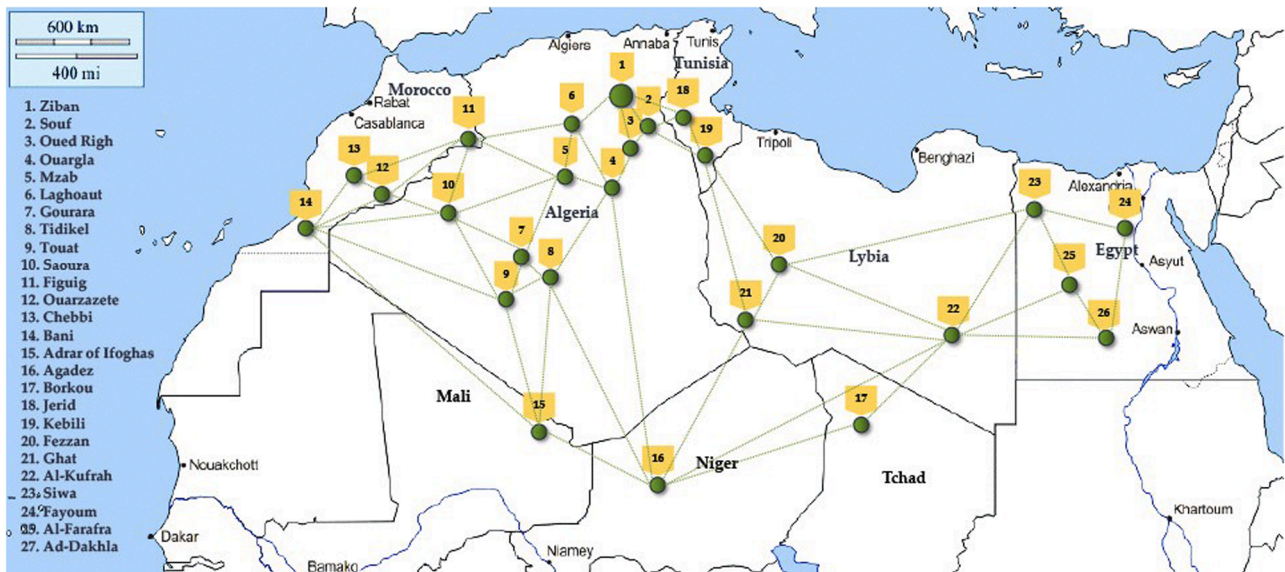 600 km
400 mi
1. Ziban
2. Souf
3. Oued Righ
4. Ouargla
5. Mzab
6. Laghoaut
7. Gourara
8. Tidikel
9. Touat
10. Saoura
11. Figuig
12. Ouarzazete
13. Chebbi
14. Bani
15. Adrar of Ifoghas
16. Agadez
17. Borkou
18. Jerid
19. Kebili
20. Fezzan
21. Ghat
22. Al-Kufrah
23. Siwa
24. Fayoum
Al-Farafra
27. Ad-Dakhla
Algiers
Annaba
Tunis
Tunisia
Morocco
Rabat
Casablanca
Tripoli
Benghazi
Alexandria
Algeria
Lybia
Egypt
Asyut
Aswan
Mali
Niger
Tchad
Nouakchott
Dakar
Bamako
Niamey
Khartoum
1
2
3
4
5
6
7
8
9
10
11
12
13
14
15
16
17
18
19
20
21
22
23
24
25
26